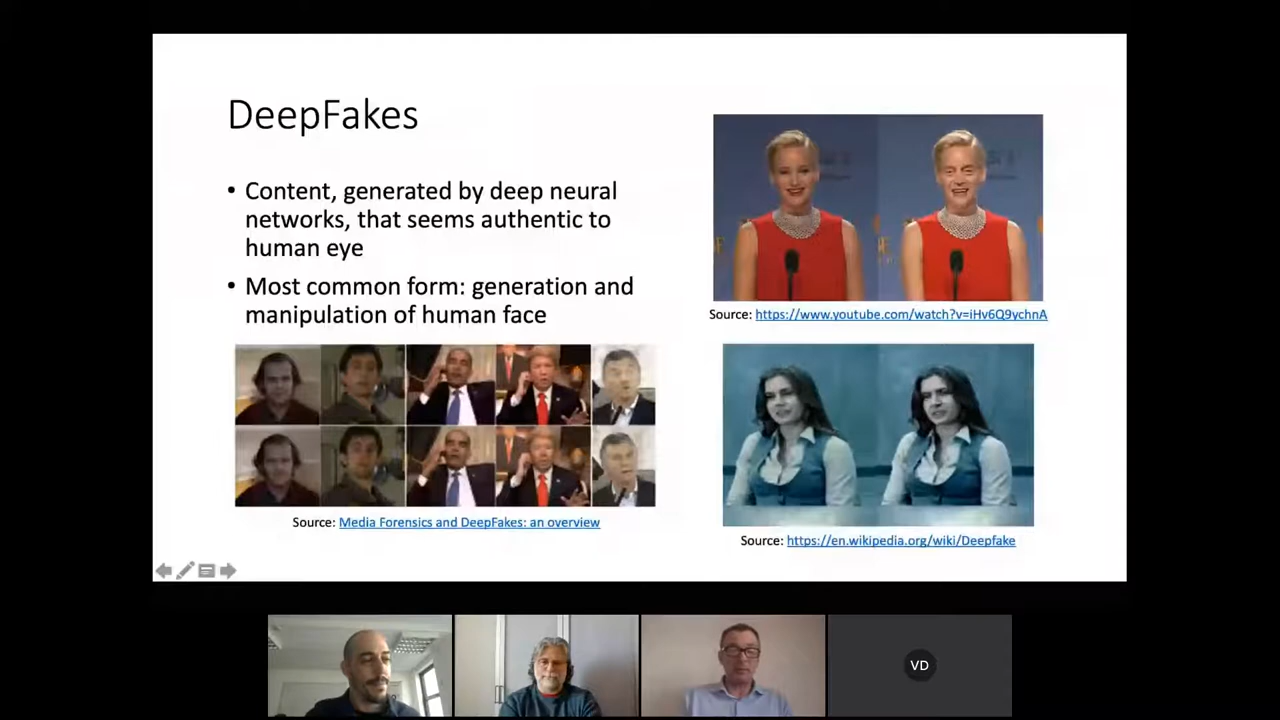 DeepFakes
• Content, generated by deep neural
networks, that seems authentic to
human eye
• Most common form: generation and
manipulation of human face
Source: https://www.youtube.com/watch?v=iHv6Q9ychnA
Source: Media Forensics and DeepFakes: an overview
Source: https://en.wikipedia.org/wiki/Deepfake
VD